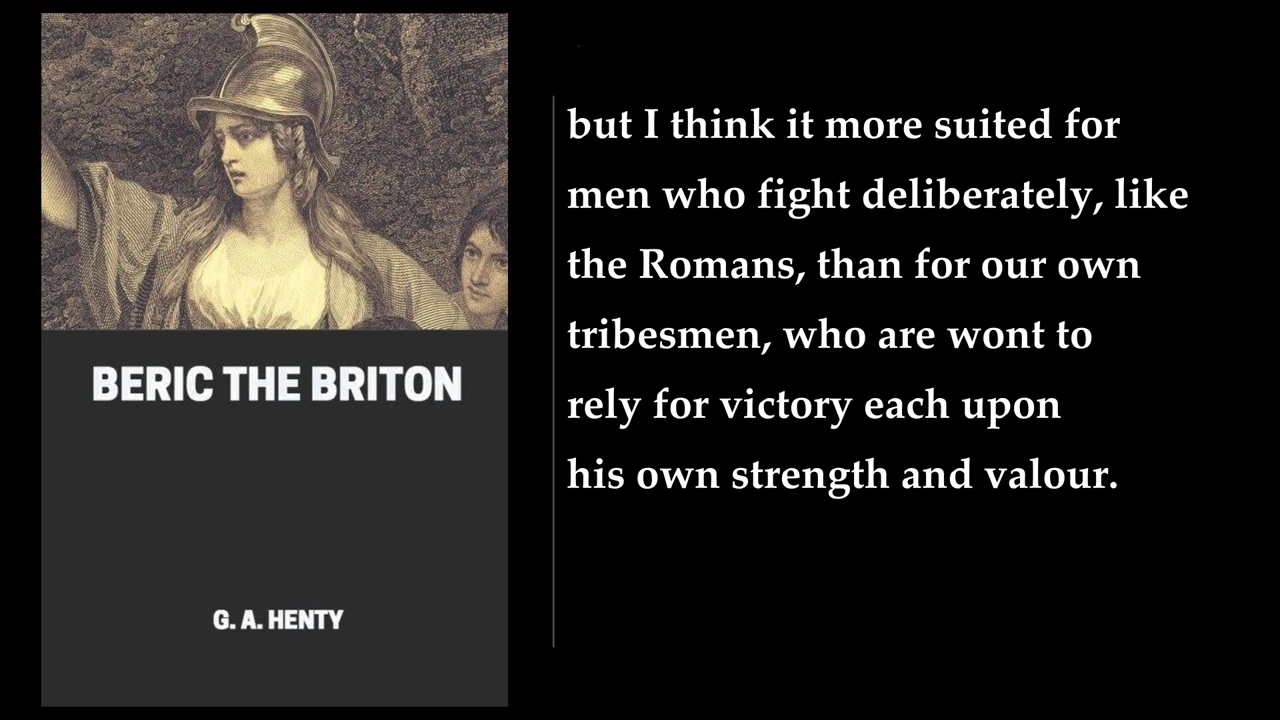 BERIC THE BRITON
G. A. HENTY
but I think it more suited for
men who fight deliberately, like
the Romans, than for our own
tribesmen, who are wont to
rely for victory each upon
his own strength and valour.